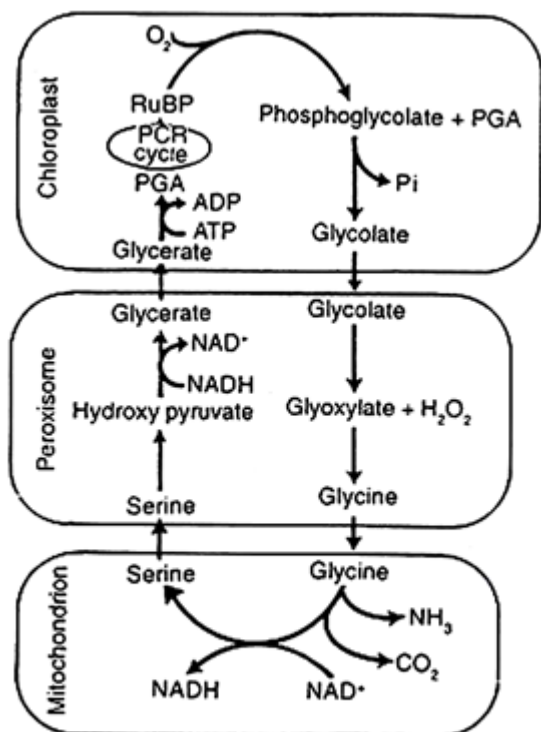 Chloroplast
O₂
RuBP
PCR
cycle
PGA
ADP
ATP
Glycerate
Phosphoglycolate + PGA
Pi
Glycolate
Peroxisome
Glycerate
NAD⁺
NADH
Hydroxy pyruvate
Serine
Glycolate
Glyoxylate + H₂O₂
Glycine
Mitochondrion
Serine
Glycine
NH₃
CO₂
NADH
NAD⁺